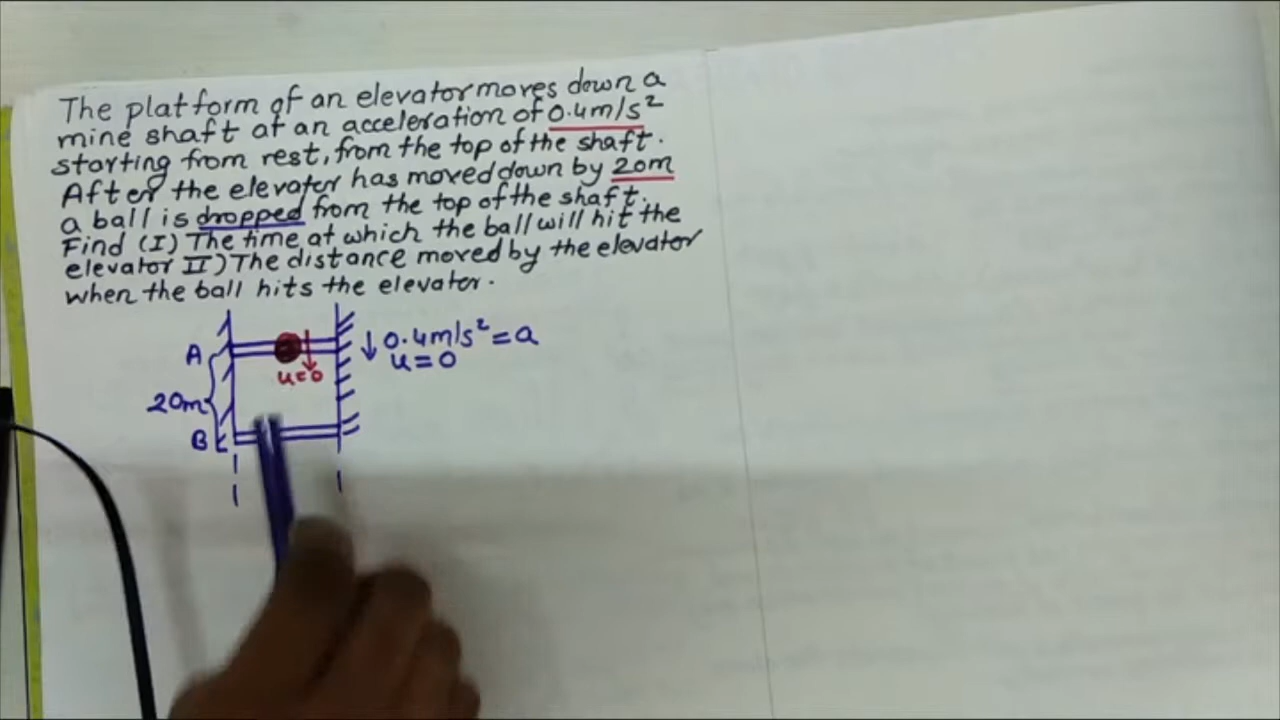 The platform of an elevator moves down a
mine shaft at an acceleration of 0.4m/s²
starting from rest, from the top of the shaft.
After the elevator has moved down by 20m
a ball is dropped from the top of the shaft.
Find (I) The time at which the ball will hit the
elevator II) The distance moved by the elevator
when the ball hits the elevator.
A
20m
B
u=0
↓ 0.4m/s² = a
u = 0